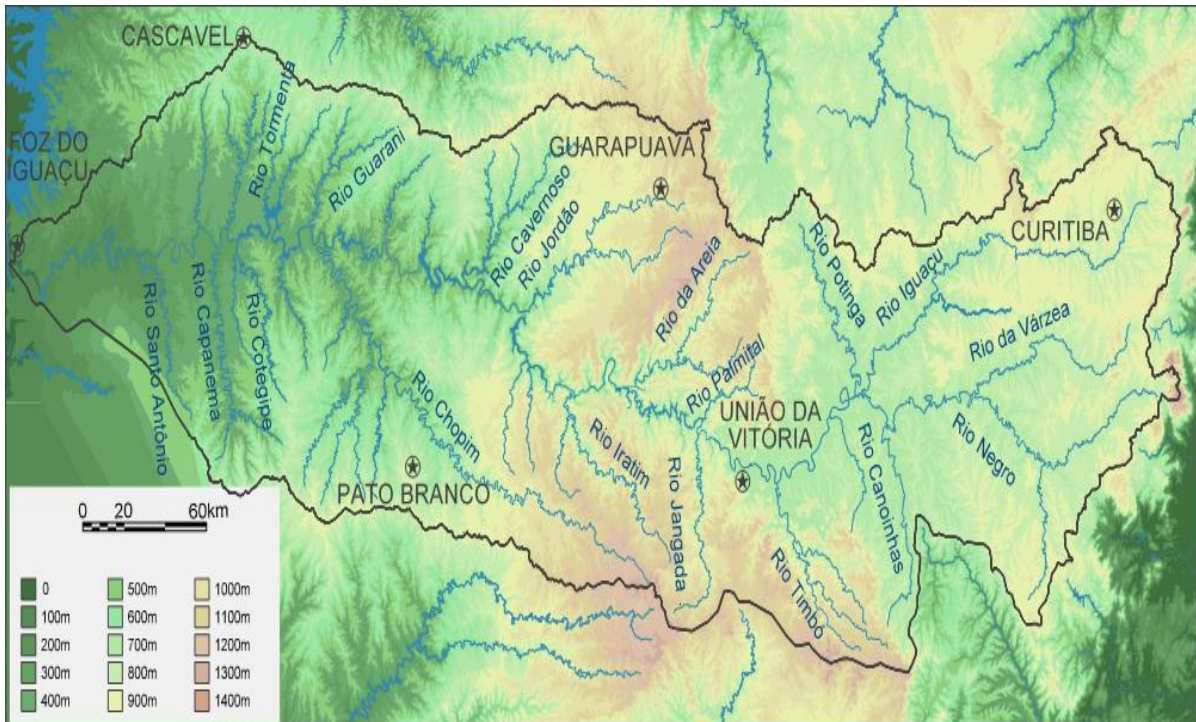 CASCAVEL
FOZ DO
IGUAÇU
Rio Tormenta
Rio Guarani
GUARAPUAVA
Rio Cavernoso
Rio Jordão
CURITIBA
Rio da Areia
Rio Potinga
Rio Iguaçu
Rio da Várzea
Rio Santo Antônio
Rio Capanema
Rio Cotegipe
Rio Chopim
Rio Palmital
UNIÃO DA
VITÓRIA
Rio Iratim
Rio Jangada
Rio Canoinhas
Rio Negro
PATO BRANCO
Rio Timbó
0 20 60km
0 500m 1000m
100m 600m 1100m
200m 700m 1200m
300m 800m 1300m
400m 900m 1400m